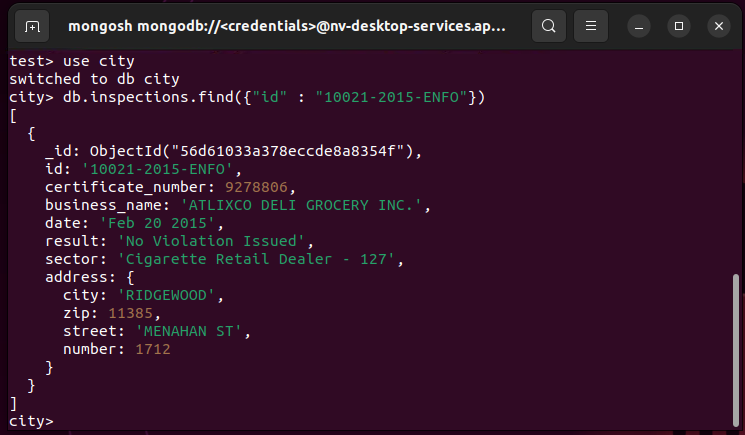 mongosh mongodb://<credentials>@nv-desktop-services.ap...
test> use city
switched to db city
city> db.inspections.find({"id" : "10021-2015-ENFO"})
[
  {
    _id: ObjectId("56d61033a378eccde8a8354f"),
    id: '10021-2015-ENFO',
    certificate_number: 9278806,
    business_name: 'ATLIXCO DELI GROCERY INC.',
    date: 'Feb 20 2015',
    result: 'No Violation Issued',
    sector: 'Cigarette Retail Dealer - 127',
    address: {
      city: 'RIDGEWOOD',
      zip: 11385,
      street: 'MENAHAN ST',
      number: 1712
    }
  }
]
city>